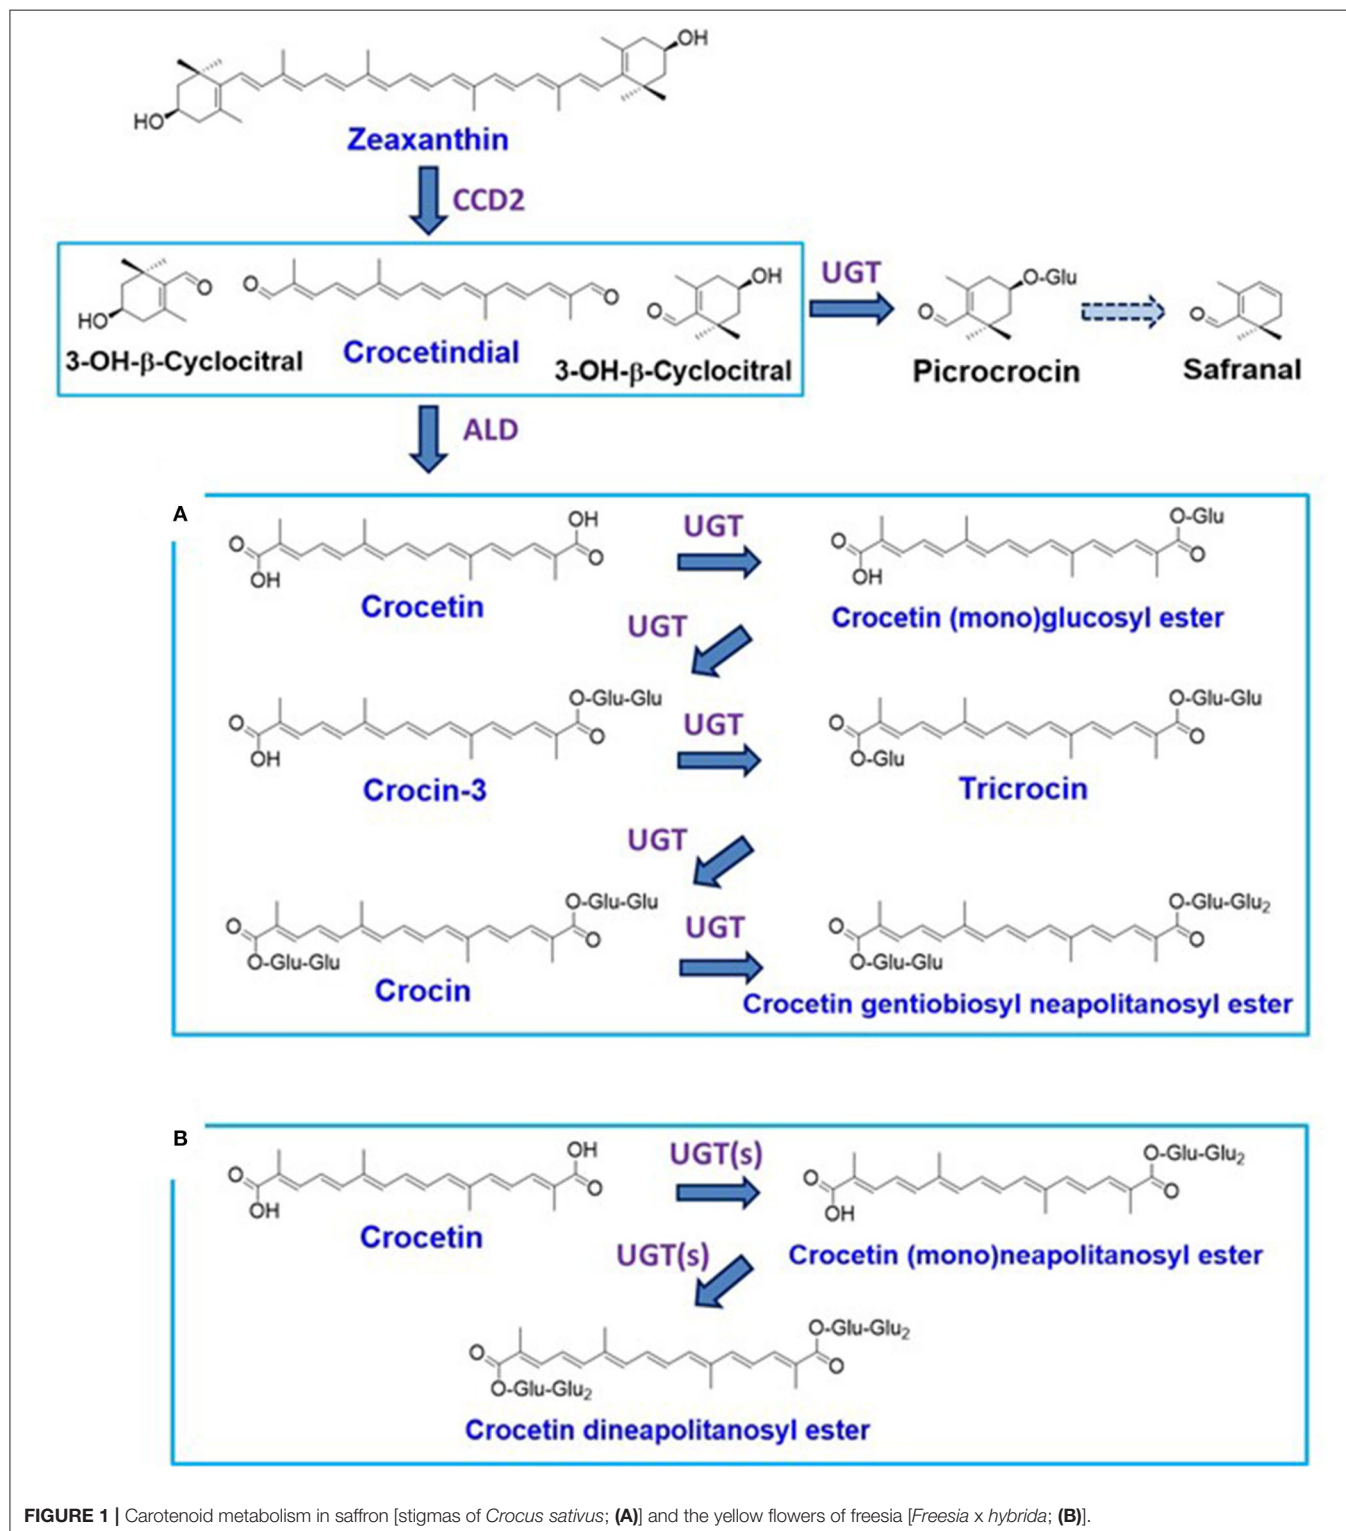 OH
HO
Zeaxanthin
CCD2
O
HO
3-OH-β-Cyclocitral
O
O
Crocetindial
OH
O
3-OH-β-Cyclocitral
UGT
O-Glu
O
Picrocrocin
O
Safranal
ALD
A
O
OH
OH
O
Crocetin
UGT
O
OH
O-Glu
O
Crocetin (mono)glucosyl ester
UGT
O
OH
O-Glu-Glu
O
Crocin-3
UGT
O
O-Glu
O-Glu-Glu
O
Tricrocin
UGT
O
O-Glu-Glu
O-Glu-Glu
O
Crocin
UGT
O
O-Glu-Glu
O-Glu-Glu₂
O
Crocetin gentiobiosyl neapolitanosyl ester
B
O
OH
OH
O
Crocetin
UGT(s)
O
OH
O-Glu-Glu₂
O
Crocetin (mono)neapolitanosyl ester
UGT(s)
O
O-Glu-Glu₂
O-Glu-Glu₂
O
Crocetin dineapolitanosyl ester
FIGURE 1 | Carotenoid metabolism in saffron [stigmas of Crocus sativus; (A)] and the yellow flowers of freesia [Freesia x hybrida; (B)].